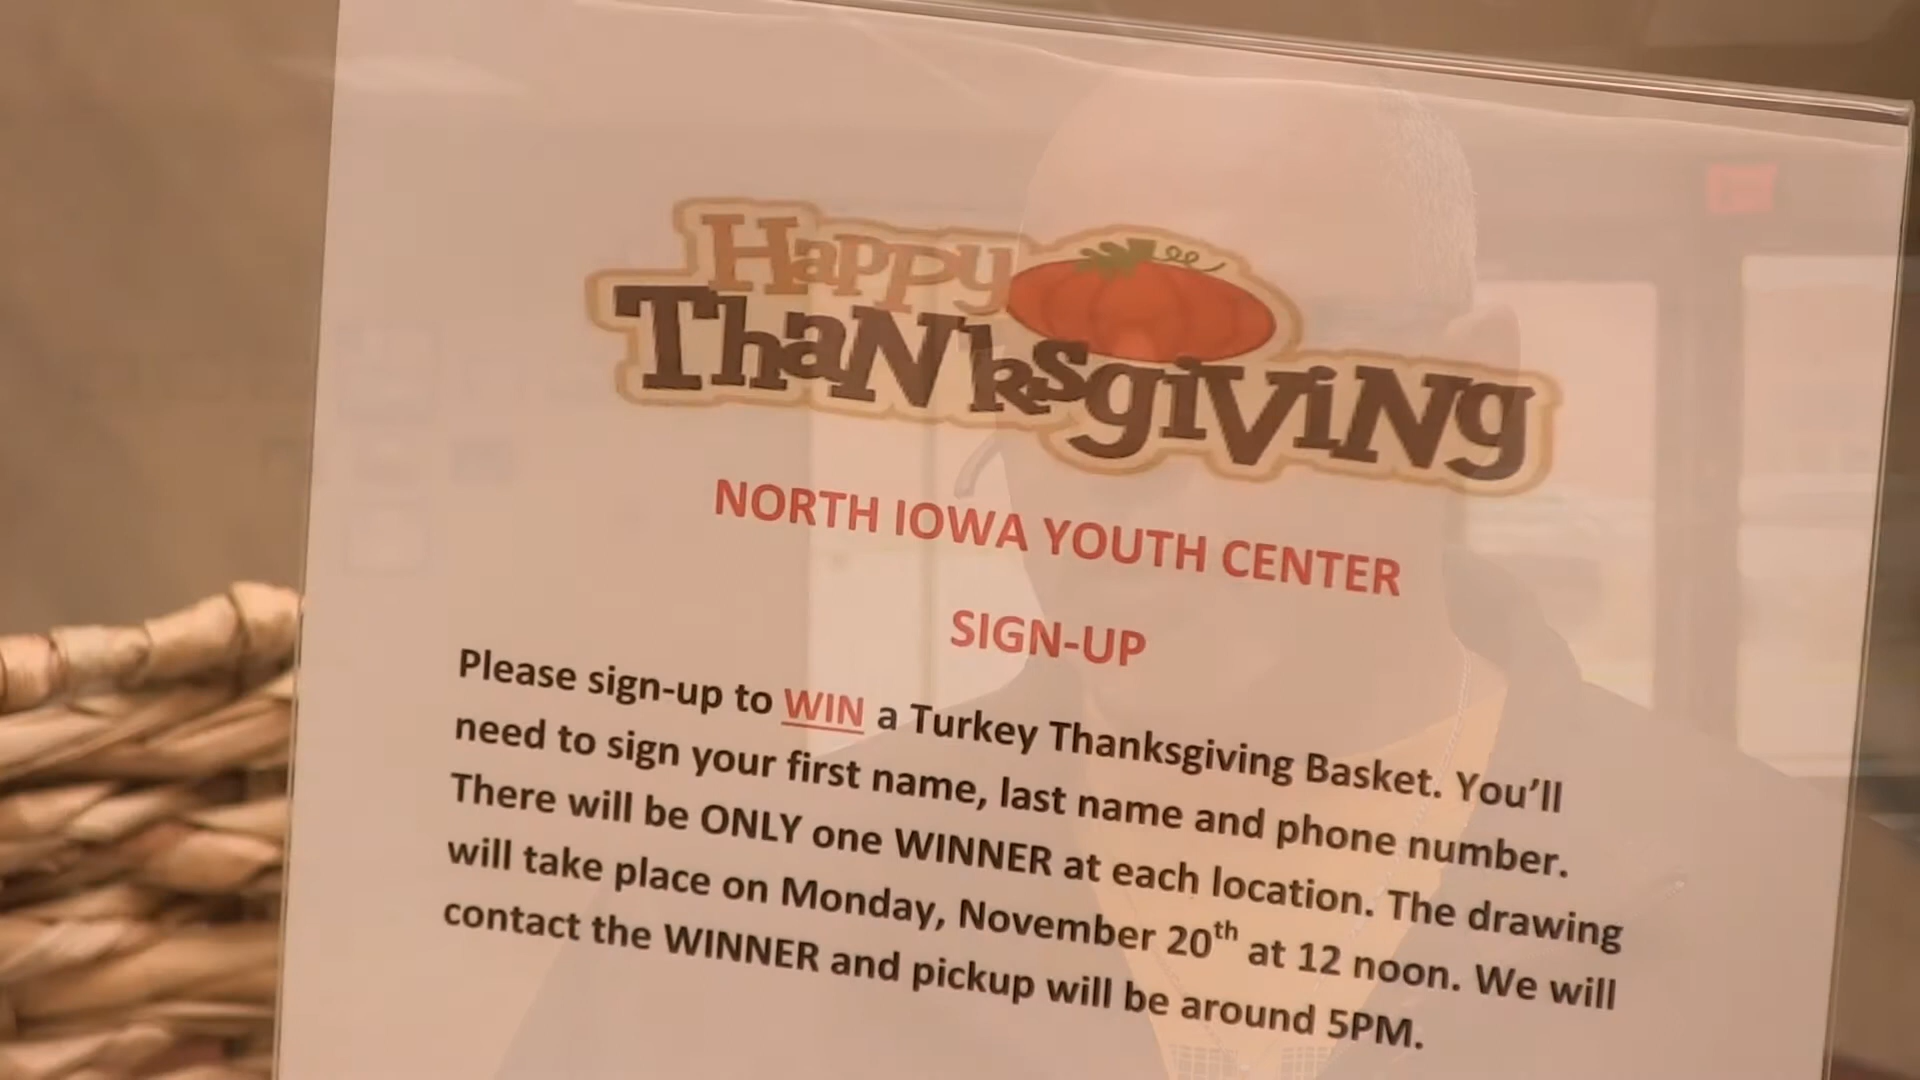 Happy
Thanksgiving
NORTH IOWA YOUTH CENTER
SIGN-UP
Please sign-up to WIN a Turkey Thanksgiving Basket. You'll
need to sign your first name, last name and phone number.
There will be ONLY one WINNER at each location. The drawing
will take place on Monday, November 20th at 12 noon. We will
contact the WINNER and pickup will be around 5PM.